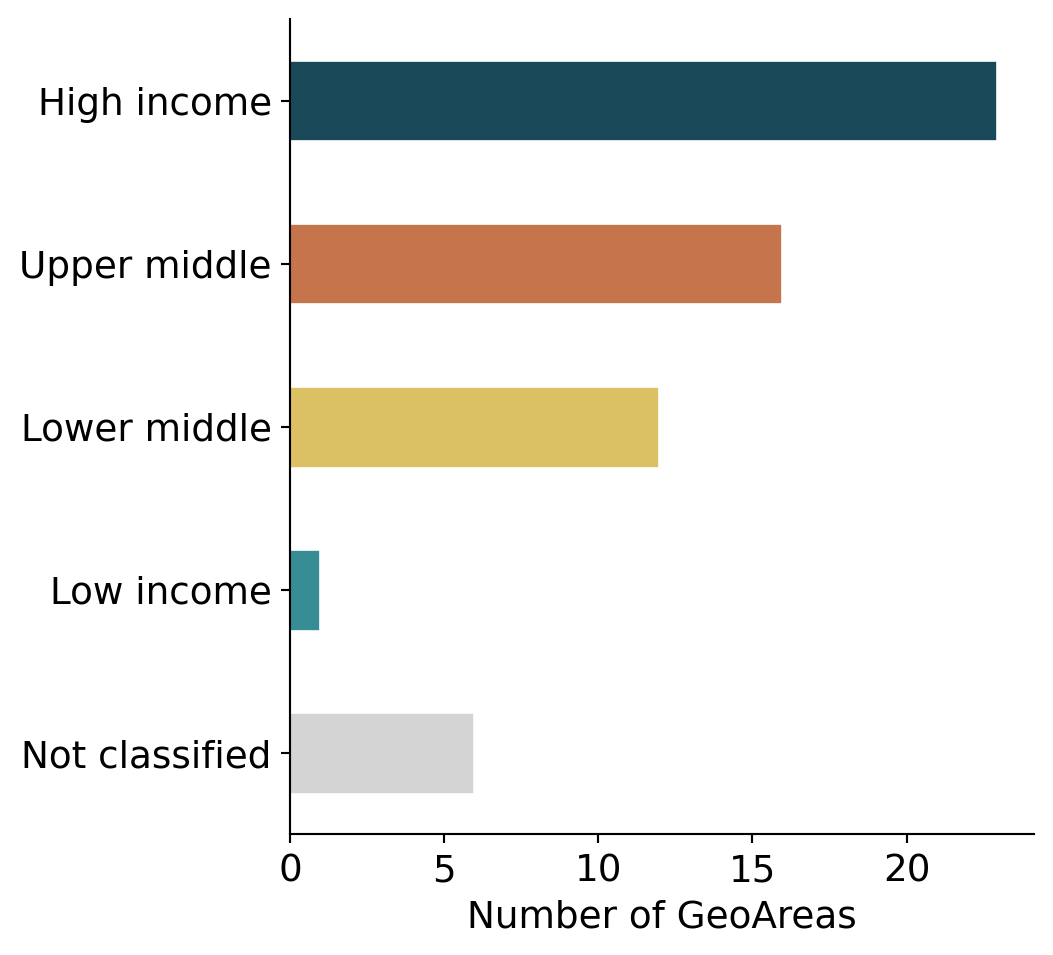 High income
Upper middle
Lower middle
Low income
Not classified
0 5 10 15 20
Number of GeoAreas